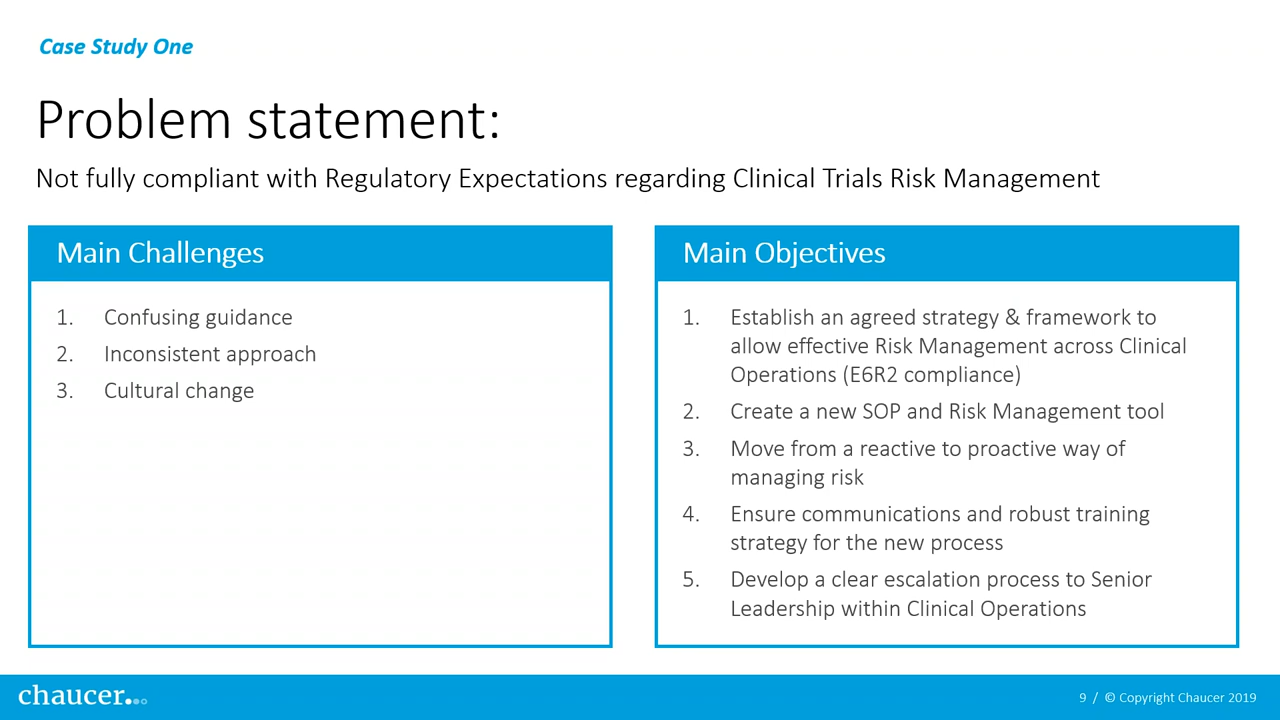 Case Study One
Problem statement:
Not fully compliant with Regulatory Expectations regarding Clinical Trials Risk Management
Main Challenges
1. Confusing guidance
2. Inconsistent approach
3. Cultural change
Main Objectives
1. Establish an agreed strategy & framework to
allow effective Risk Management across Clinical
Operations (E6R2 compliance)
2. Create a new SOP and Risk Management tool
3. Move from a reactive to proactive way of
managing risk
4. Ensure communications and robust training
strategy for the new process
5. Develop a clear escalation process to Senior
Leadership within Clinical Operations
chaucer...
9 / © Copyright Chaucer 2019